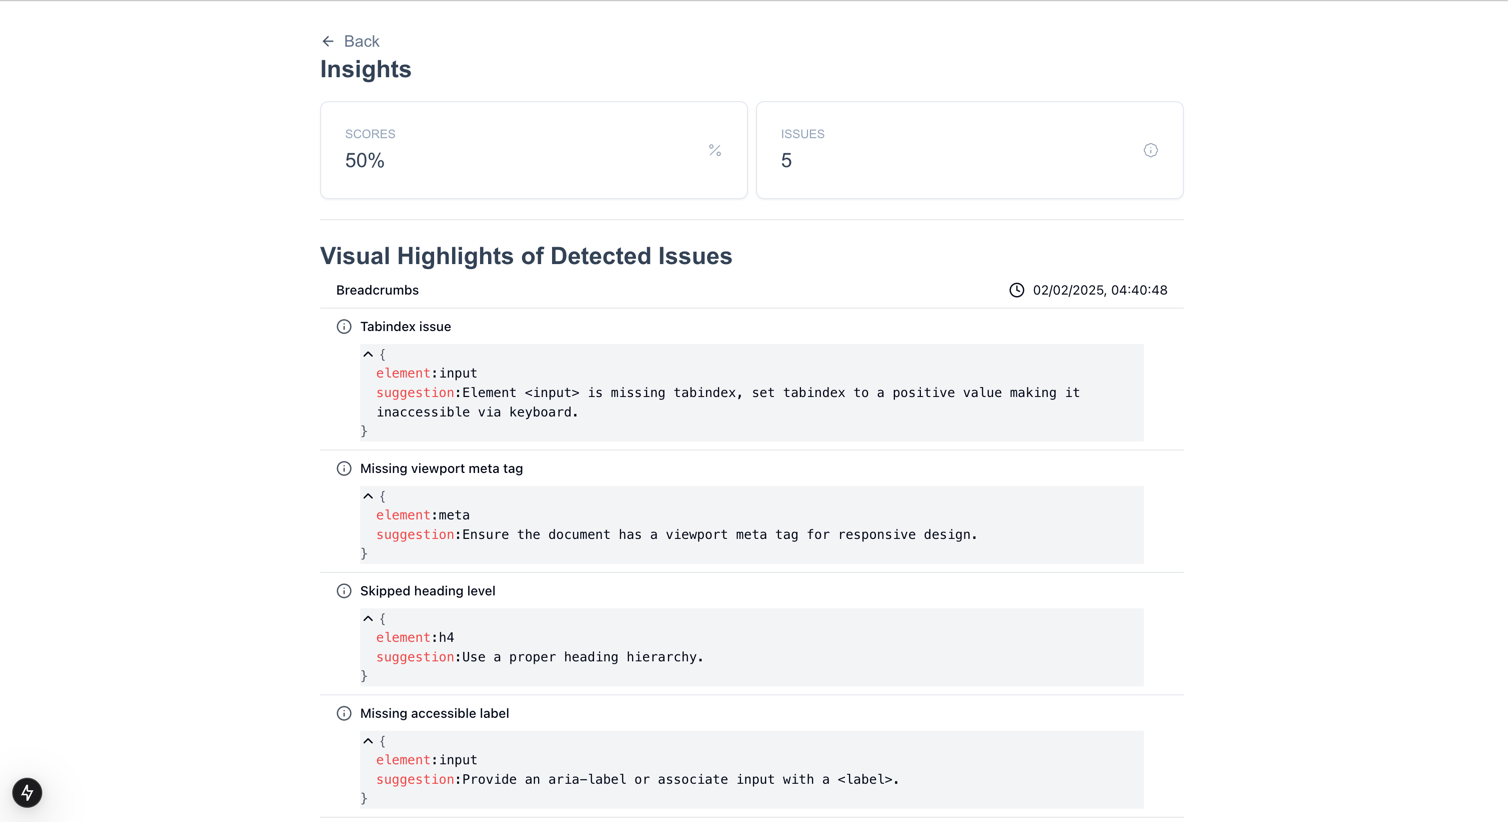 Back
Insights
SCORES
50%
%
ISSUES
5
Visual Highlights of Detected Issues
Breadcrumbs
02/02/2025, 04:40:48
Tabindex issue
{
element:input
suggestion:Element <input> is missing tabindex, set tabindex to a positive value making it
inaccessible via keyboard.
}
Missing viewport meta tag
{
element:meta
suggestion:Ensure the document has a viewport meta tag for responsive design.
}
Skipped heading level
{
element:h4
suggestion:Use a proper heading hierarchy.
}
Missing accessible label
{
element:input
suggestion:Provide an aria-label or associate input with a <label>.
}